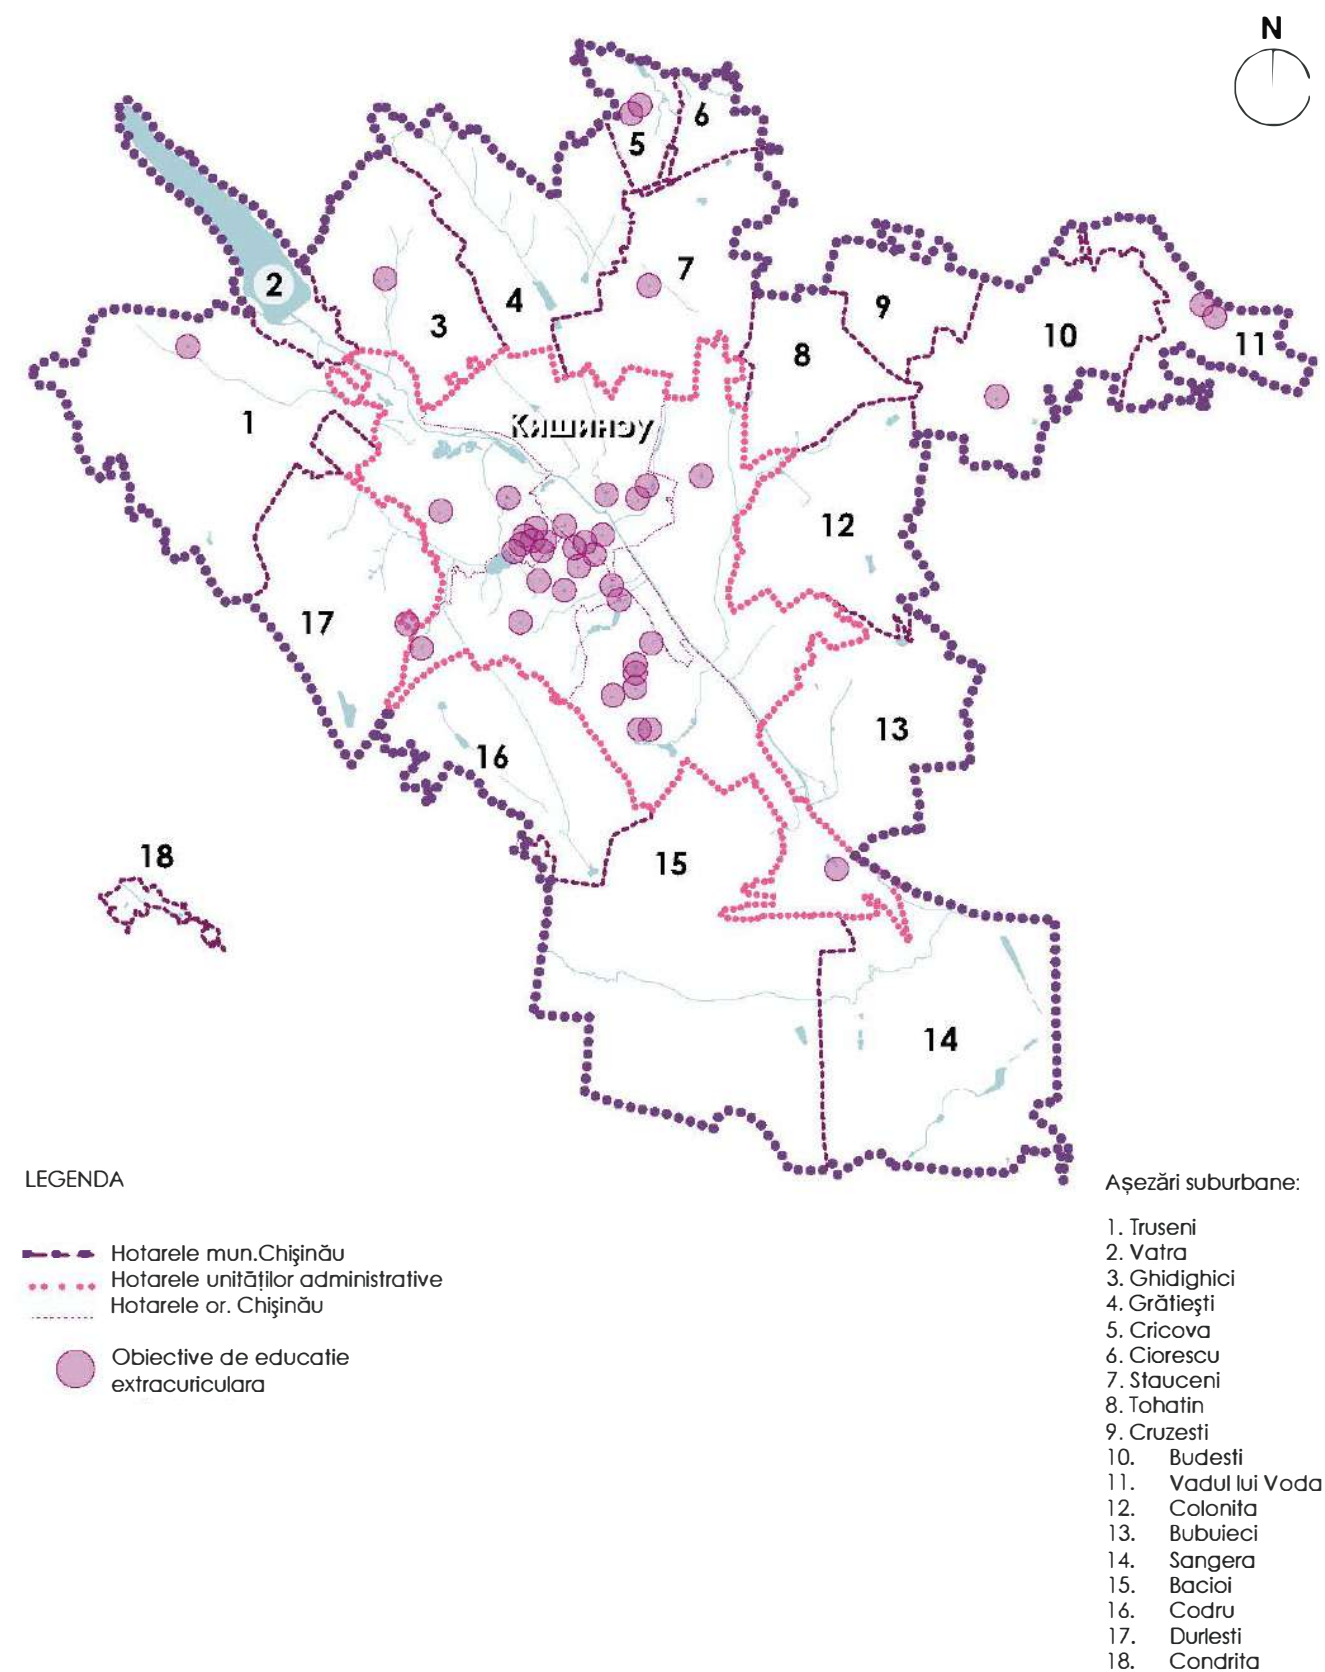 N
6
5
2
7
4
9
3
10
8
11
1
Кишинэу
12
17
13
16
18
15
14
LEGENDA
Hotarele mun.Chişinău
Hotarele unităților administrative
Hotarele or. Chişinău
Obiective de educatie
extracuriculara
Așezări suburbane:
1. Truseni
2. Vatra
3. Ghidighici
4. Grătieşti
5. Cricova
6. Ciorescu
7. Stauceni
8. Tohatin
9. Cruzesti
10. Budesti
11. Vadul lui Voda
12. Colonita
13. Bubuieci
14. Sangera
15. Bacioi
16. Codru
17. Durlesti
18. Condrita